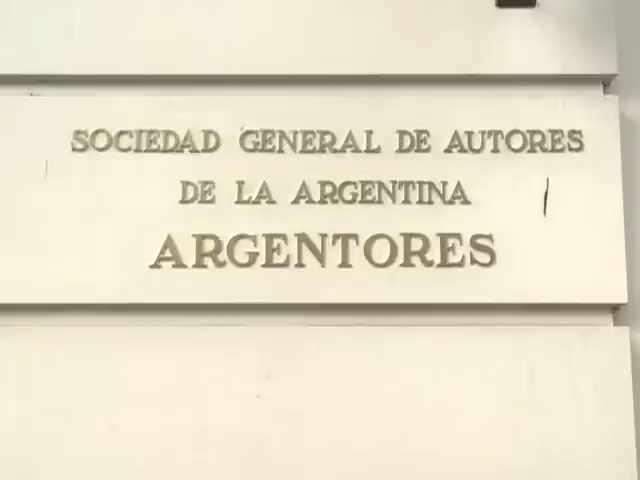 SOCIEDAD GENERAL DE AUTORES
DE LA ARGENTINA
ARGENTORES